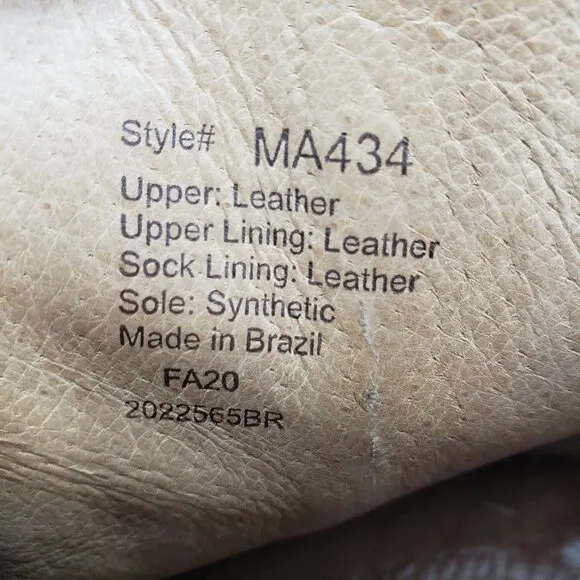 Style# MA434
Upper: Leather
Upper Lining: Leather
Sock Lining: Leather
Sole: Synthetic
Made in Brazil
FA20
2022565BR